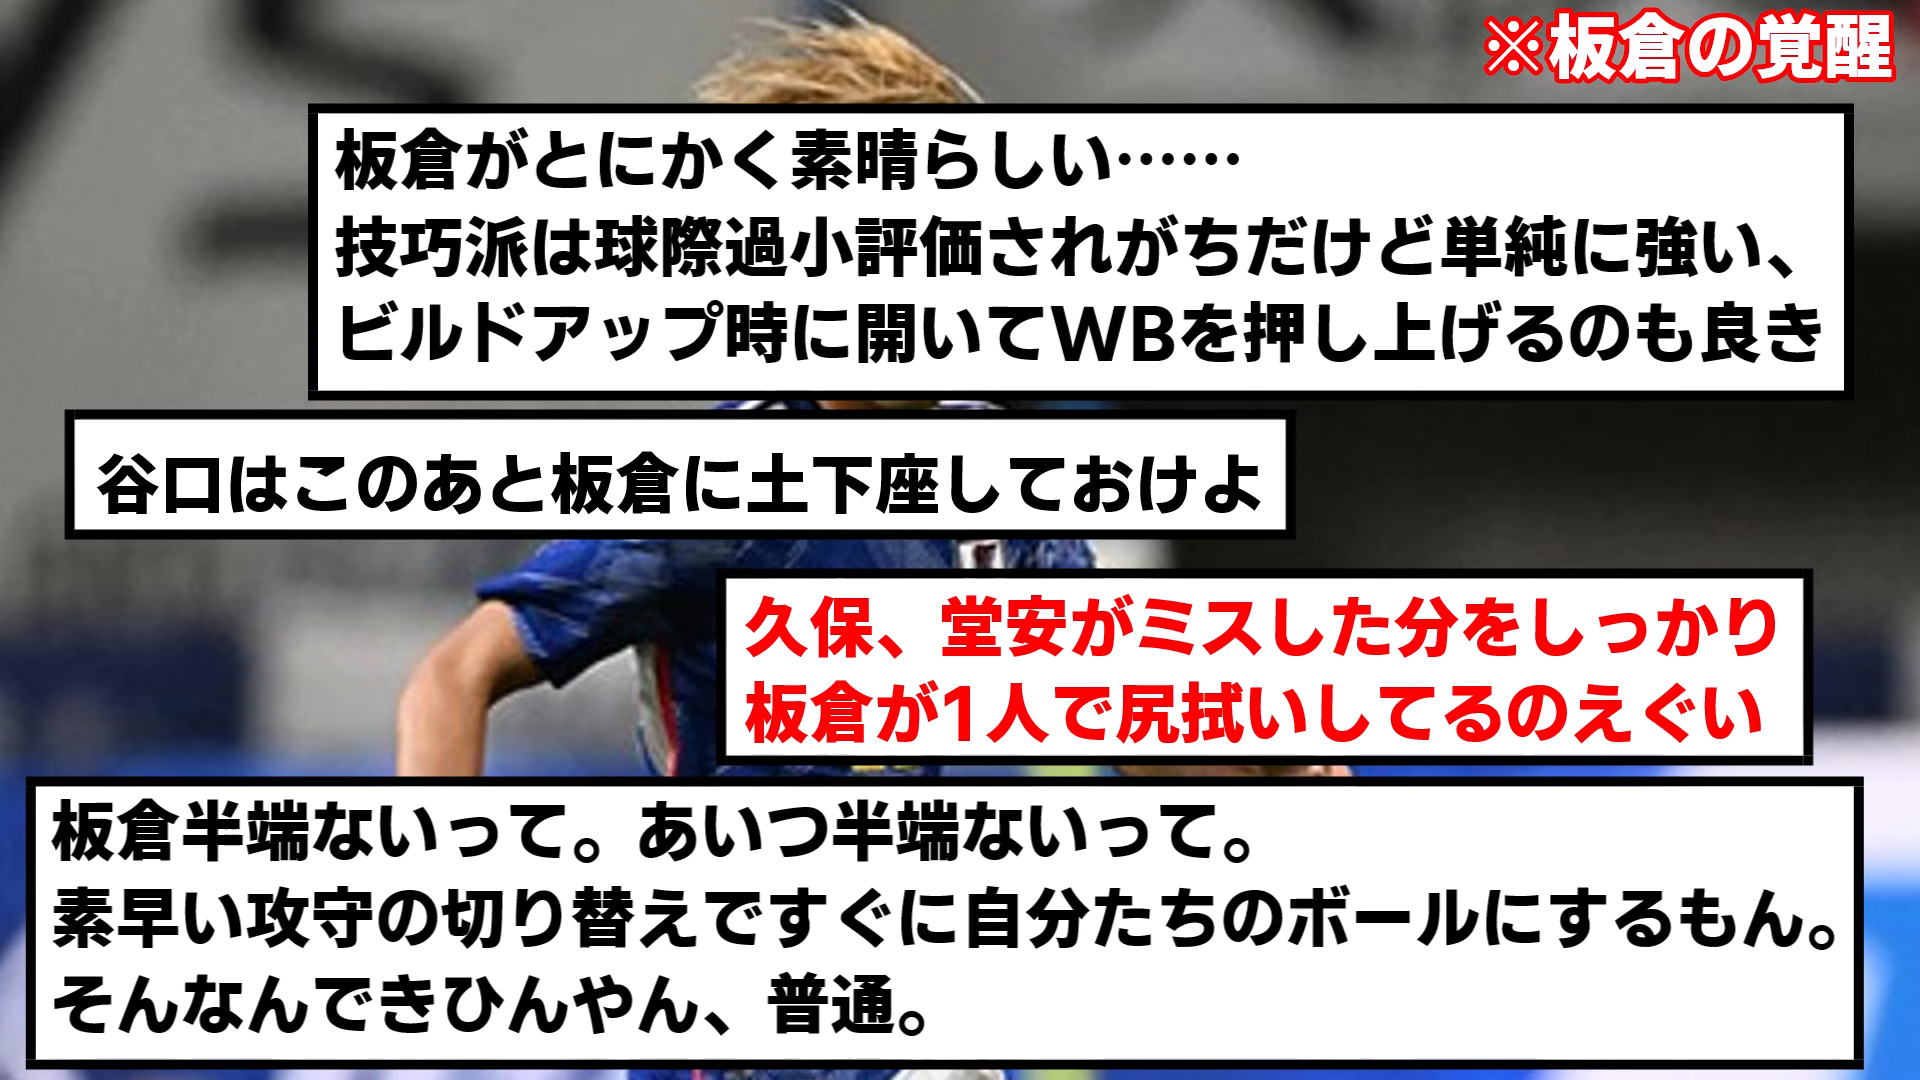 ※板倉の覚醒
板倉がとにかく素晴らしい……
技巧派は球際過小評価されがちだけど単純に強い、
ビルドアップ時に開いてWBを押し上げるのも良き
谷口はこのあと板倉に土下座しておけよ
久保、堂安がミスした分をしっかり
板倉が1人で尻拭いしてるのえぐい
板倉半端ないって。あいつ半端ないって。
素早い攻守の切り替えですぐに自分たちのボールにするもん。
そんなんできひんやん、普通。